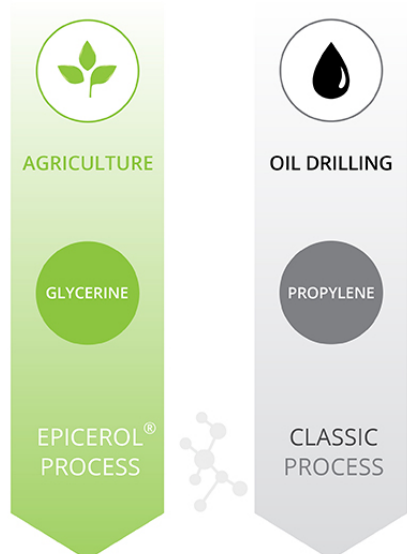 AGRICULTURE
GLYCERINE
EPICEROL®
PROCESS
OIL DRILLING
PROPYLENE
CLASSIC
PROCESS